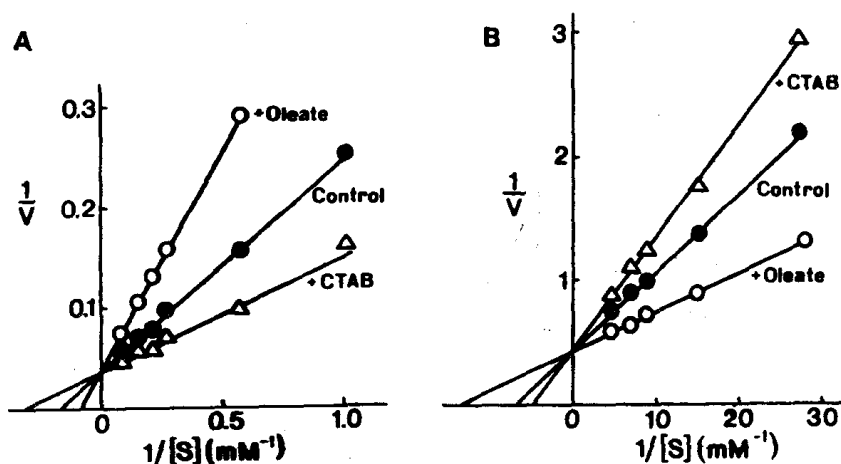 A
0.3
0.2
0.1
1/V
+Oleate
Control
+CTAB
0 0.5 1.0
1/[S](mM⁻¹)
B
3
2
1
1/V
+CTAB
Control
+Oleate
0 10 20 30
1/[S](mM⁻¹)